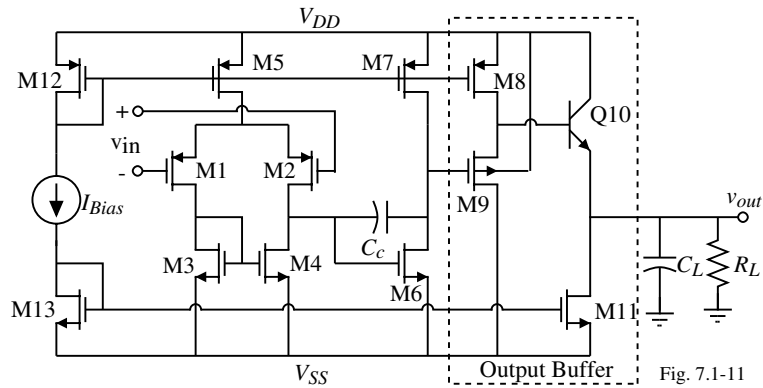 V_DD
M12
M5
M7
M8
Q10
+
v_in
-
M1
M2
M9
I_Bias
v_out
C_c
M3
M4
M6
C_L
R_L
M13
M11
V_SS
Output Buffer
Fig. 7.1-11